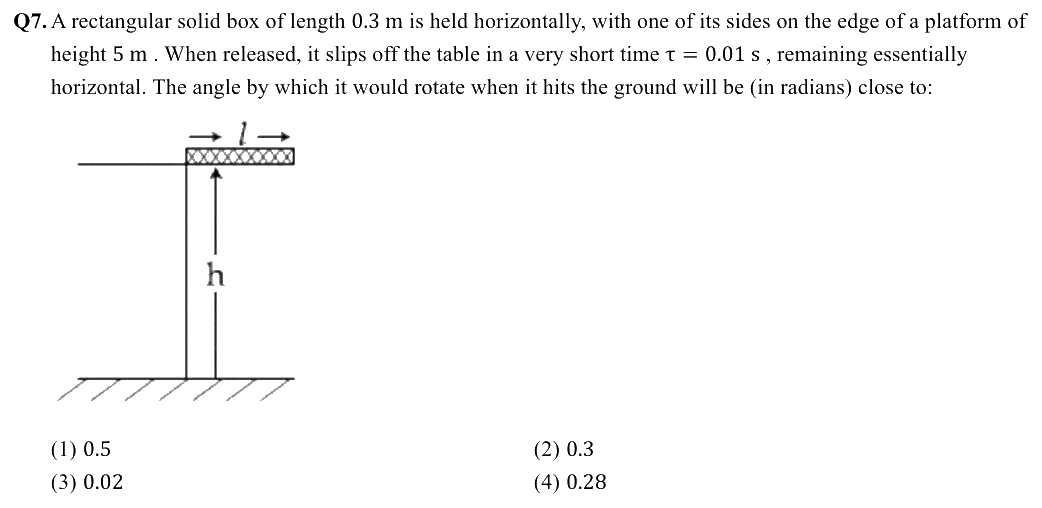 Q7. A rectangular solid box of length 0.3 m is held horizontally, with one of its sides on the edge of a platform of
height 5 m . When released, it slips off the table in a very short time τ = 0.01 s , remaining essentially
horizontal. The angle by which it would rotate when it hits the ground will be (in radians) close to:
l
h
(1) 0.5
(2) 0.3
(3) 0.02
(4) 0.28